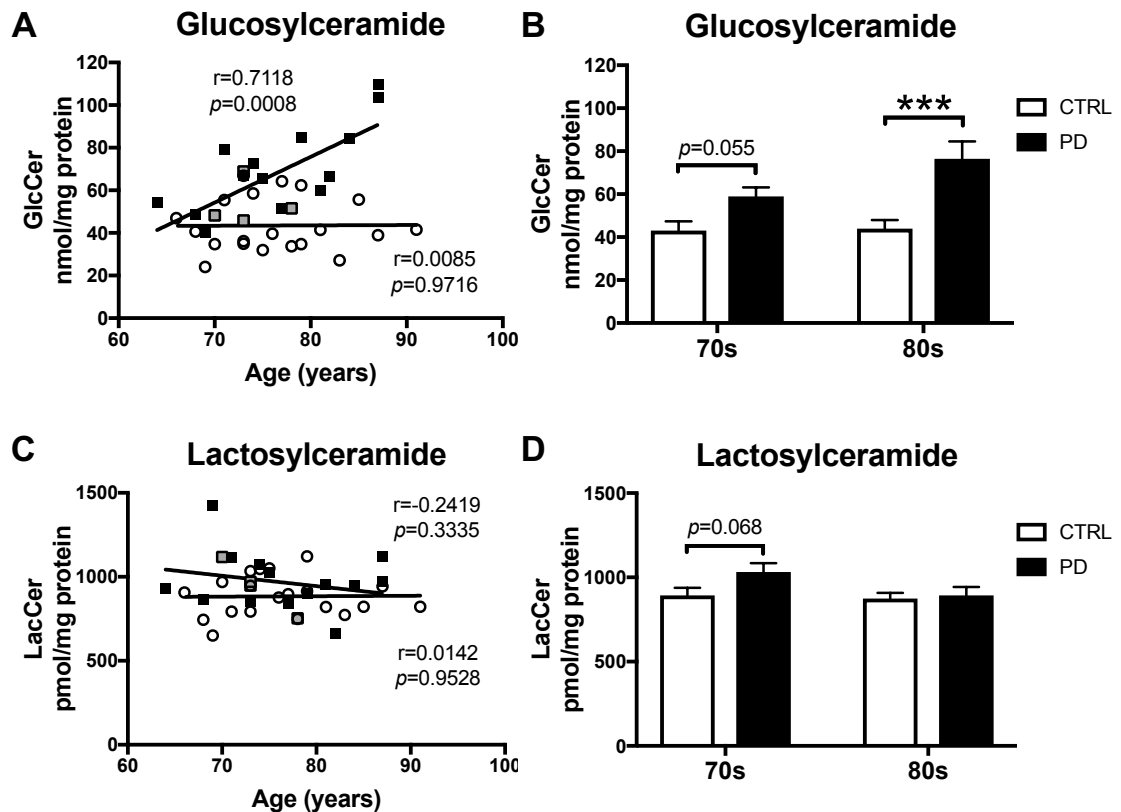 A
Glucosylceramide
GlcCer
nmol/mg protein
120
100
80
60
40
20
0
r=0.7118
p=0.0008
r=0.0085
p=0.9716
60
70
80
90
100
Age (years)
B
Glucosylceramide
GlcCer
nmol/mg protein
120
100
80
60
40
20
0
p=0.055
***
70s
80s
CTRL
PD
C
Lactosylceramide
LacCer
pmol/mg protein
1500
1000
500
0
r=-0.2419
p=0.3335
r=0.0142
p=0.9528
60
70
80
90
100
Age (years)
D
Lactosylceramide
LacCer
pmol/mg protein
1500
1000
500
0
p=0.068
70s
80s
CTRL
PD